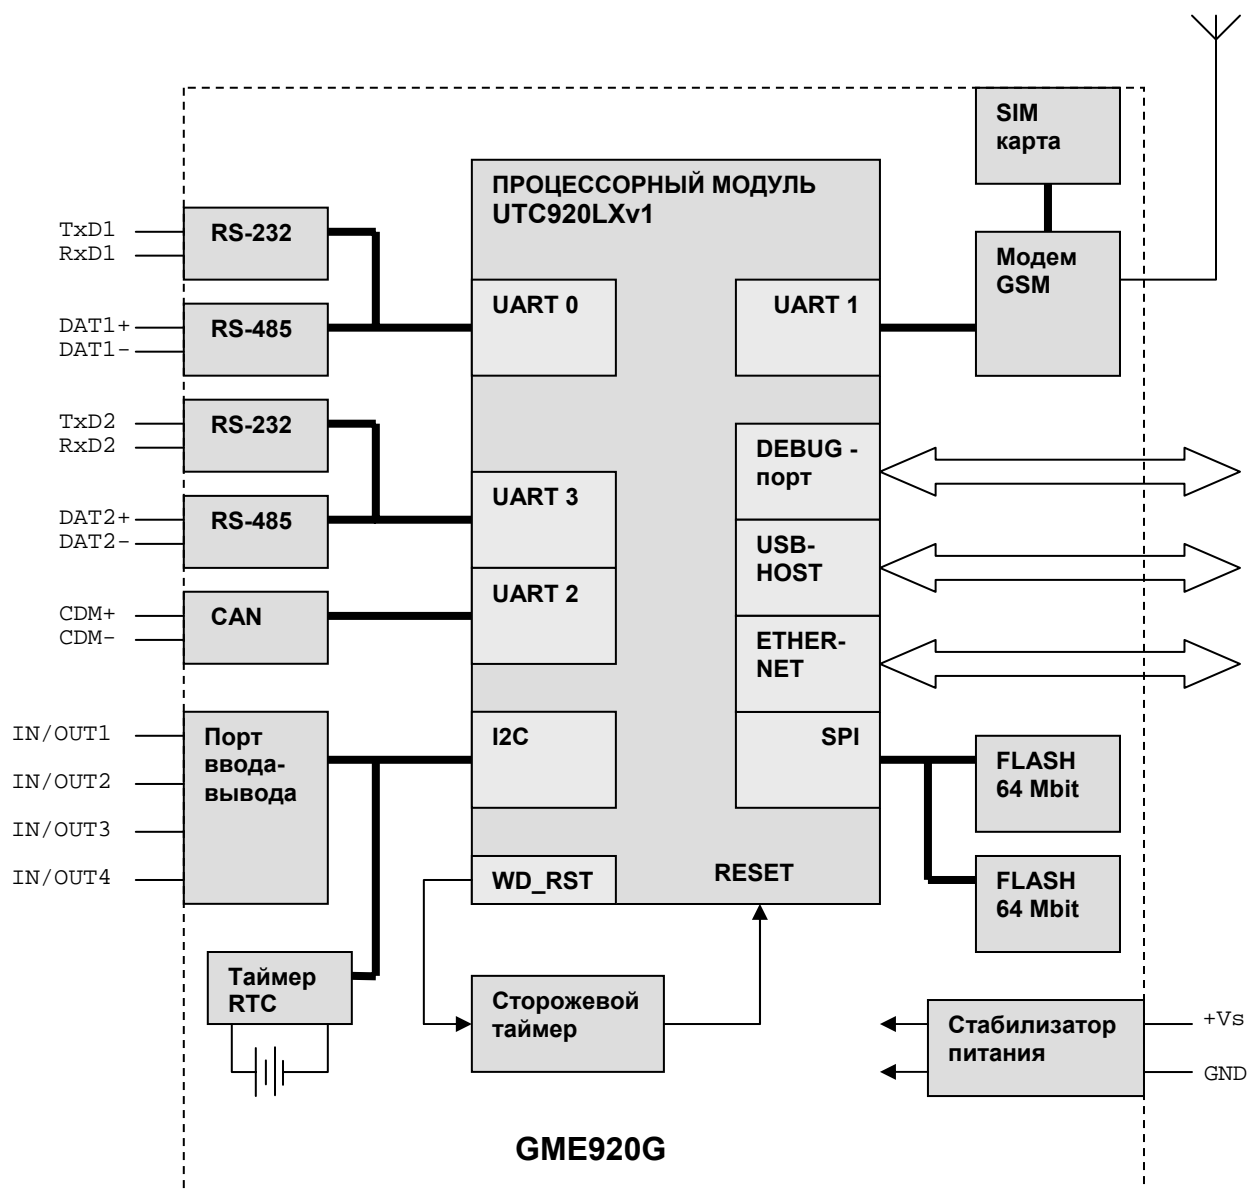 SIM
карта
ПРОЦЕССОРНЫЙ МОДУЛЬ
UTC920LXv1
TxD1
RxD1
RS-232
Модем
GSM
UART 0
UART 1
DAT1+
DAT1-
RS-485
TxD2
RxD2
RS-232
DEBUG -
порт
UART 3
DAT2+
DAT2-
RS-485
USB-
HOST
UART 2
CDM+
CDM-
CAN
ETHER-
NET
IN/OUT1
IN/OUT2
IN/OUT3
IN/OUT4
Порт
ввода-
вывода
I2C
SPI
FLASH
64 Mbit
WD_RST
RESET
FLASH
64 Mbit
Таймер
RTC
Сторожевой
таймер
Стабилизатор
питания
+Vs
GND
GME920G